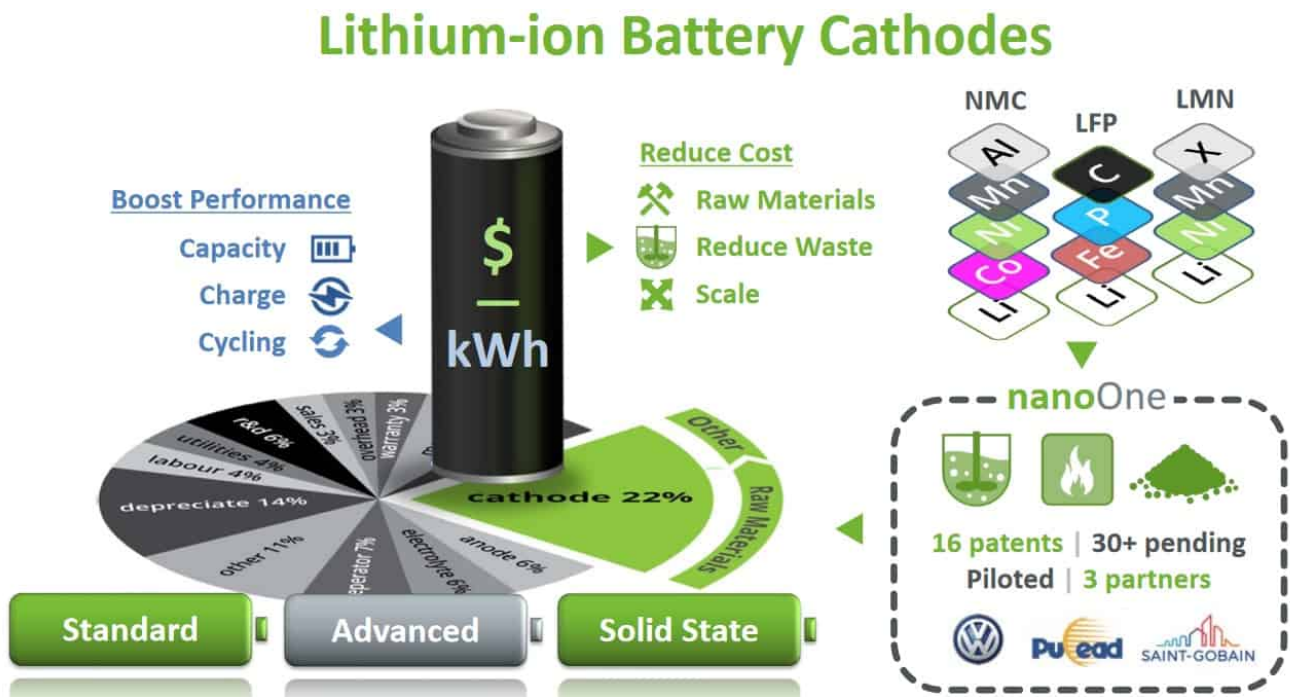 Lithium-ion Battery Cathodes
Boost Performance
Capacity
Charge
Cycling
$
kWh
Reduce Cost
Raw Materials
Reduce Waste
Scale
NMC
LFP
LMN
Al
Mn
Ni
Co
Li
C
P
Fe
Li
X
Mn
Ni
Li
nanoOne
16 patents | 30+ pending
Piloted | 3 partners
Pulead
SAINT-GOBAIN
warranty 3%
overhead 3%
sales 3%
r&d 6%
utilities 4%
labour 4%
depreciate 14%
other 11%
eperator 7%
electrolyte 6%
anode 6%
cathode 22%
Other
Raw Materials
Standard
Advanced
Solid State